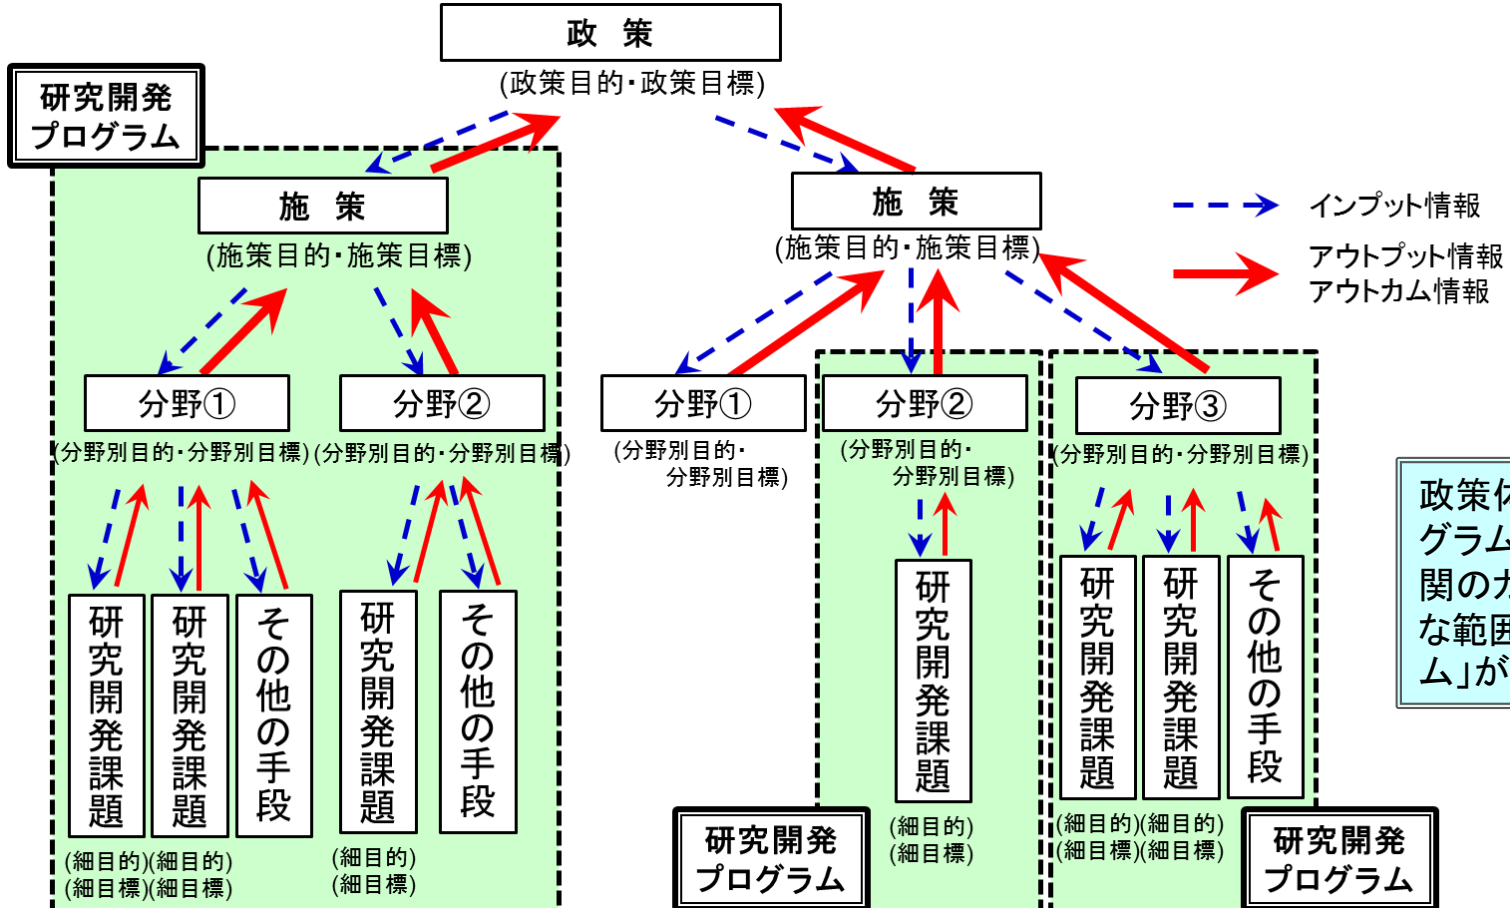 政 策
(政策目的・政策目標)
研究開発
プログラム
施 策
(施策目的・施策目標)
施 策
(施策目的・施策目標)
インプット情報
アウトプット情報
アウトカム情報
分野①
(分野別目的・分野別目標)
分野②
(分野別目的・分野別目標)
分野①
(分野別目的・
分野別目標)
分野②
(分野別目的・
分野別目標)
分野③
(分野別目的・分野別目標)
研究開発課題
(細目的)
(細目標)
研究開発課題
(細目的)
(細目標)
その他の手段
研究開発課題
(細目的)
(細目標)
その他の手段
研究開発課題
(細目的)
(細目標)
研究開発課題
(細目的)
(細目標)
研究開発課題
(細目的)
(細目標)
その他の手段
研究開発
プログラム
研究開発
プログラム
政策
グラム
関の
な範囲
ム」が